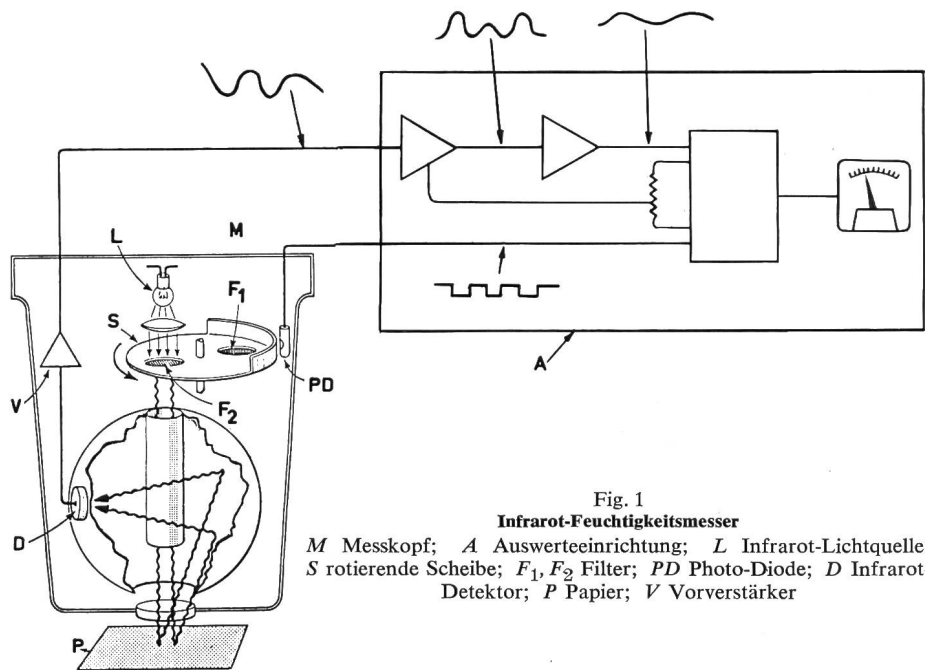 M
L
F₁
S
PD
A
V
F₂
D
P
Fig. 1
Infrarot-Feuchtigkeitsmesser
M Messkopf; A Auswerteeinrichtung; L Infrarot-Lichtquelle
S rotierende Scheibe; F₁, F₂ Filter; PD Photo-Diode; D Infrarot-
Detektor; P Papier; V Vorverstärker